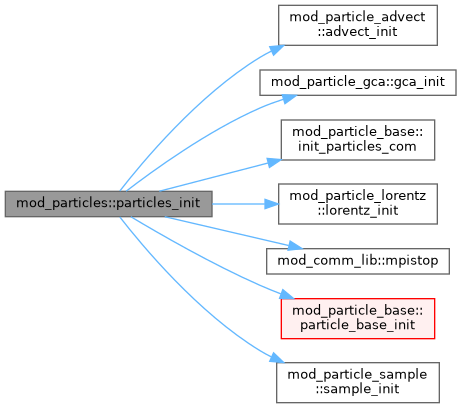 mod_particle_advect
::advect_init
mod_particle_gca::gca_init
mod_particle_base::
init_particles_com
mod_particles::particles_init
mod_particle_lorentz
::lorentz_init
mod_comm_lib::mpistop
mod_particle_base::
particle_base_init
mod_particle_sample
::sample_init